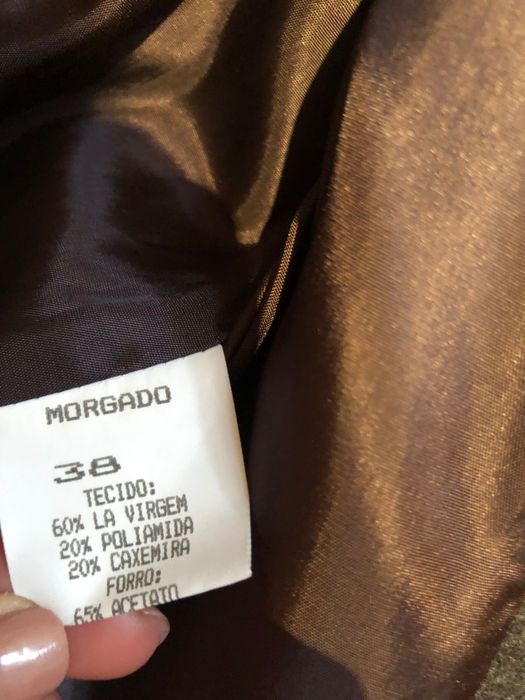 MORGADO
38
TECIDO:
60% LA VIRGEM
20% POLIAMIDA
20% CAXEMIRA
FORRO:
65% ACETATO